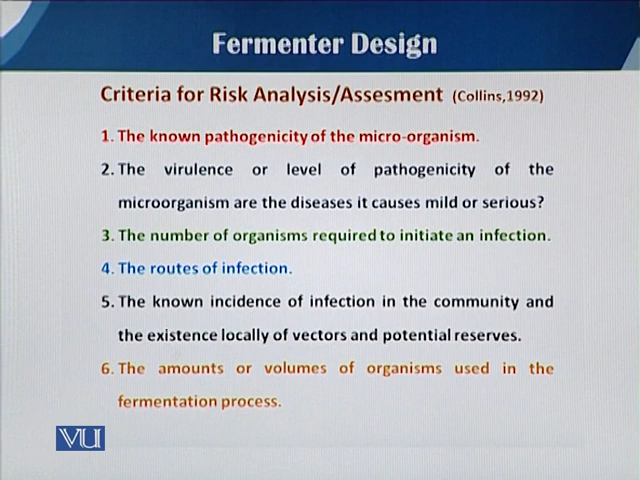 Fermenter Design
Criteria for Risk Analysis/Assesment (Collins,1992)
1. The known pathogenicity of the micro-organism.
2. The virulence or level of pathogenicity of the
microorganism are the diseases it causes mild or serious?
3. The number of organisms required to initiate an infection.
4. The routes of infection.
5. The known incidence of infection in the community and
the existence locally of vectors and potential reserves.
6. The amounts or volumes of organisms used in the
fermentation process.
VU